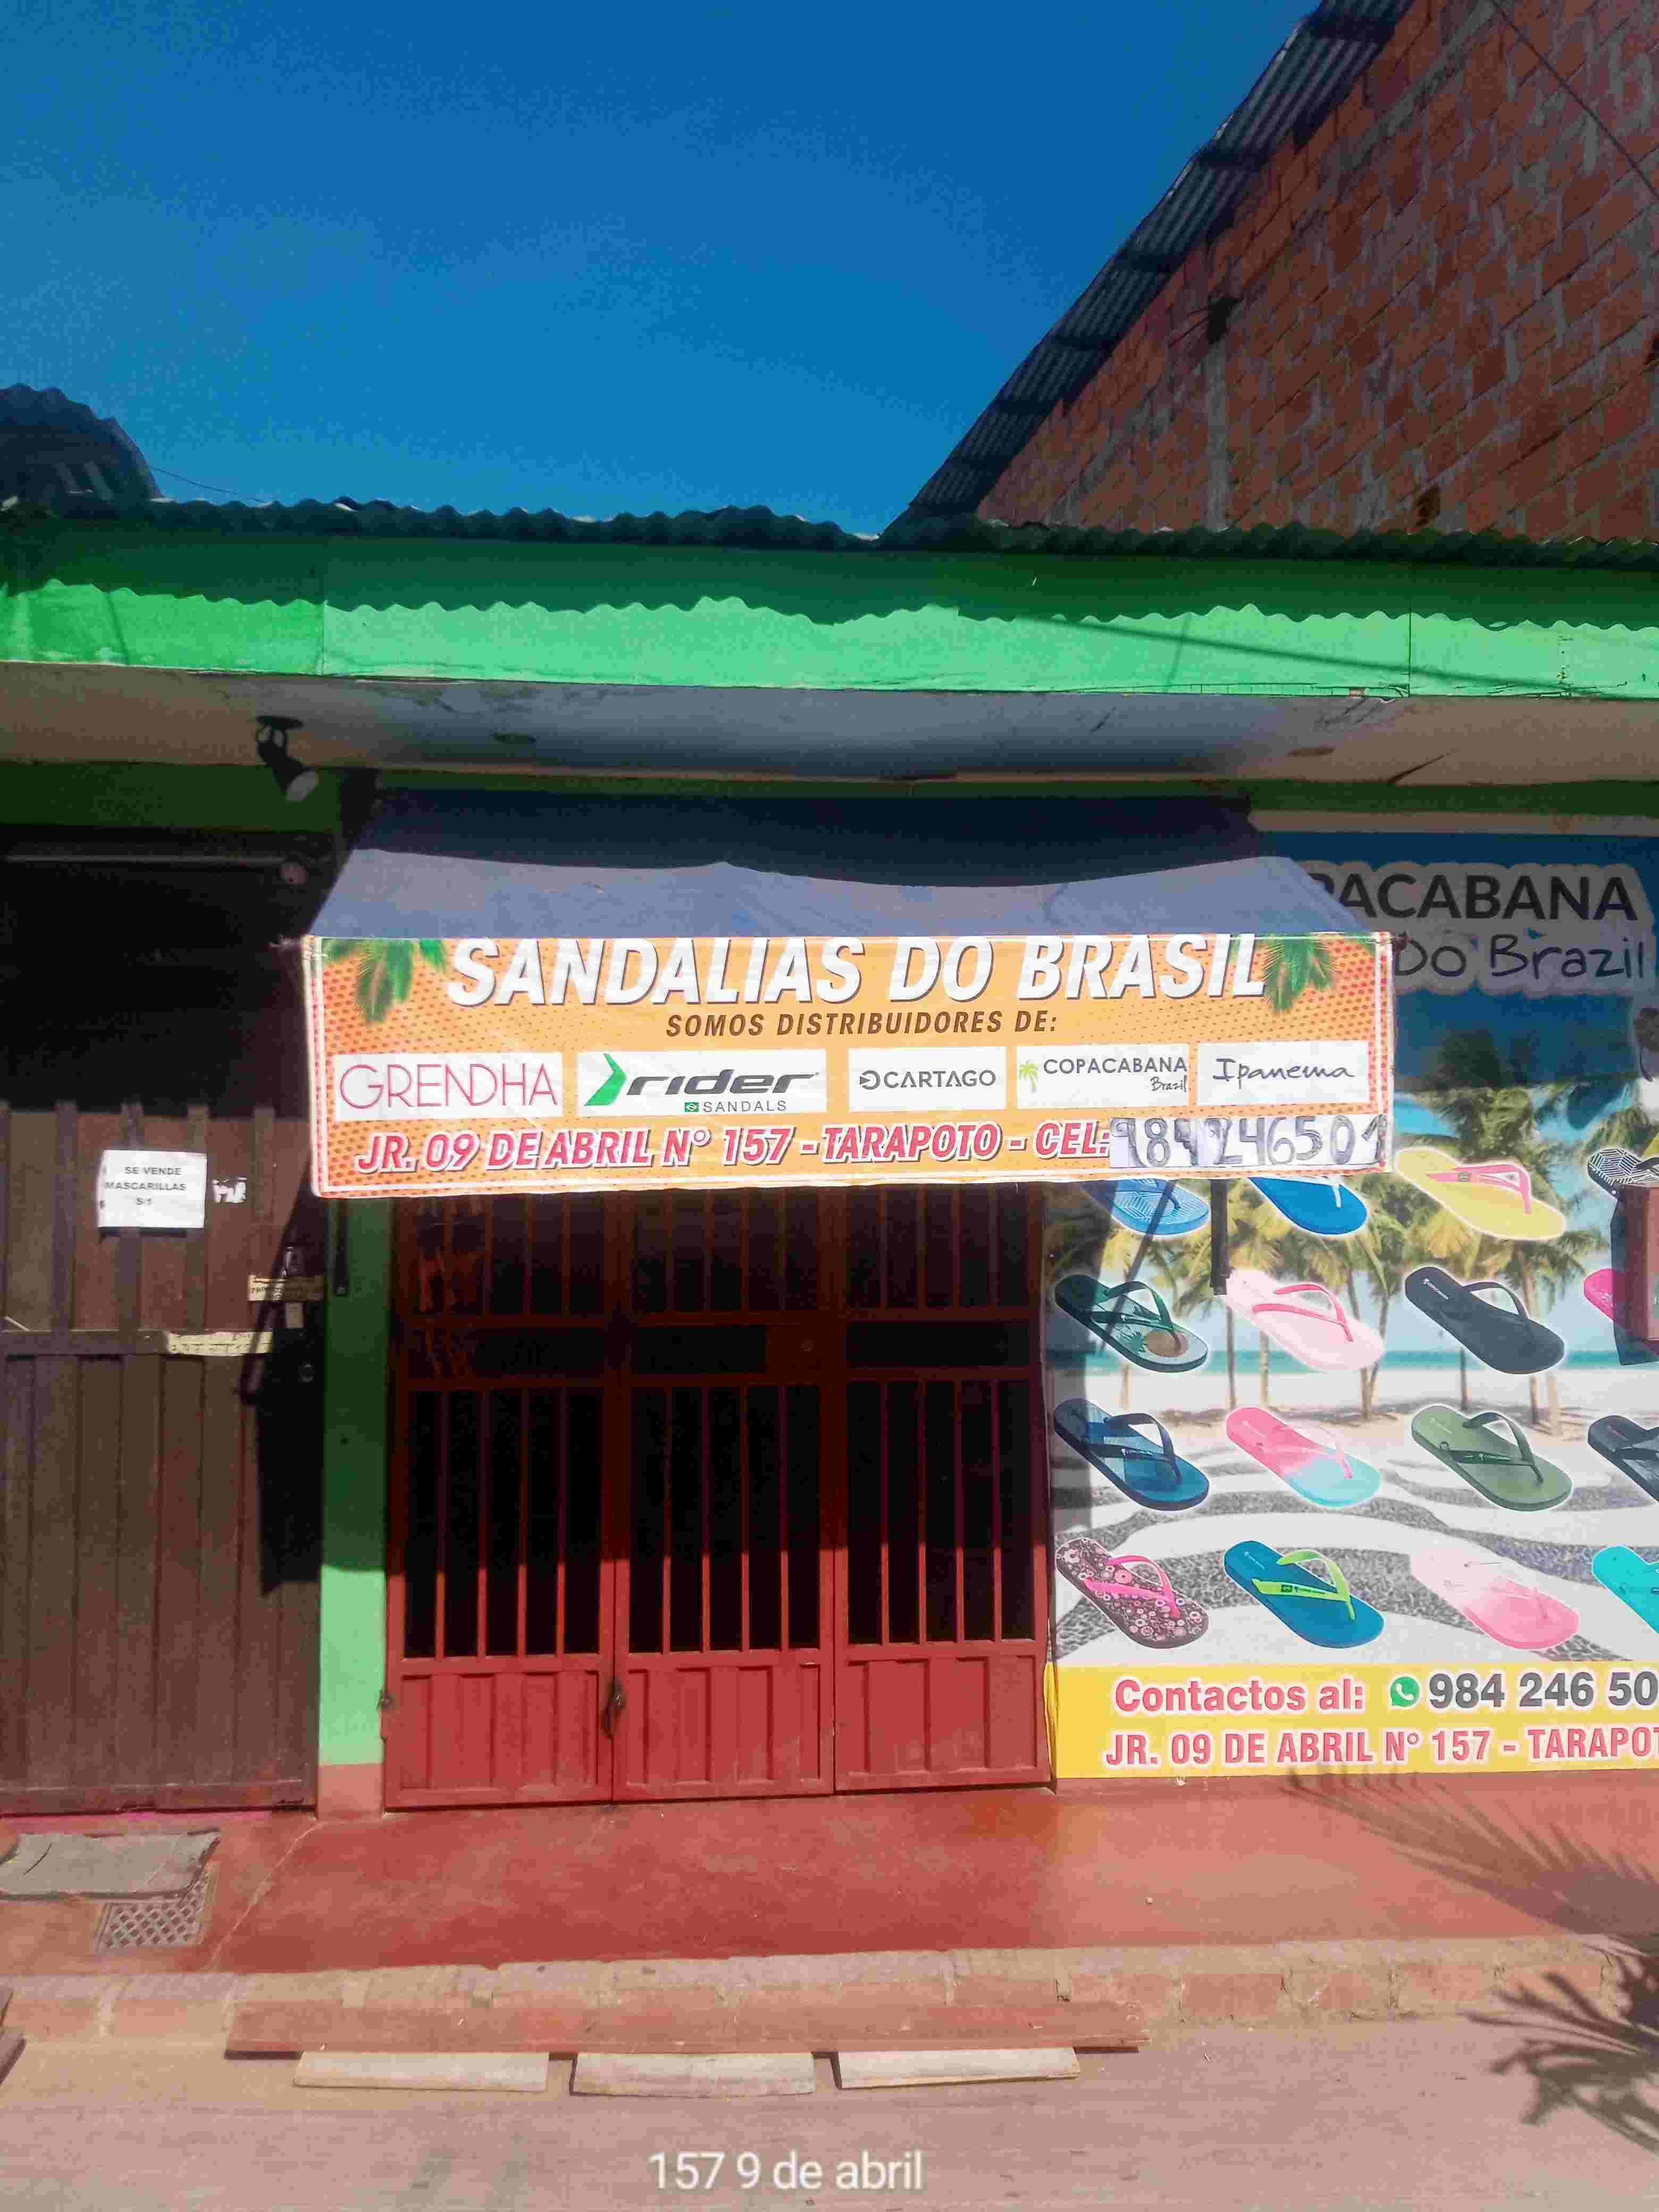 PACABANA
Do Brazil
SANDALIAS DO BRASIL
SOMOS DISTRIBUIDORES DE:
GRENDHA
rider
SANDALS
CARTAGO
COPACABANA
Brazil
Ipanema
JR. 09 DE ABRIL N° 157 - TARAPOTO - CEL: 984246501
SE VENDE
MASCARILLAS
S/1
Contactos al: 984 246 50
JR. 09 DE ABRIL N° 157 - TARAPOT
157 9 de abril